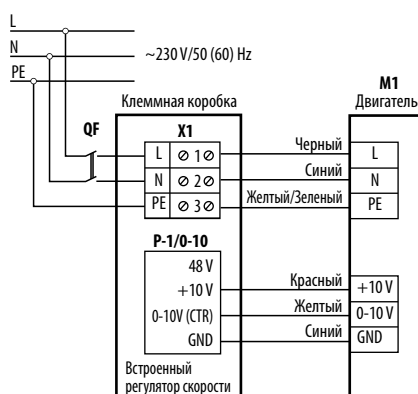 L
N
~230 V/50 (60) Hz
PE
Клеммная коробка
M1
Двигатель
QF
X1
L 1 Черный L
N 2 Синий N
PE 3 Желтый/Зеленый PE
P-1/0-10
48 V
+10 V Красный +10 V
0-10V (CTR) Желтый 0-10 V
GND Синий GND
Встроенный
регулятор скорости